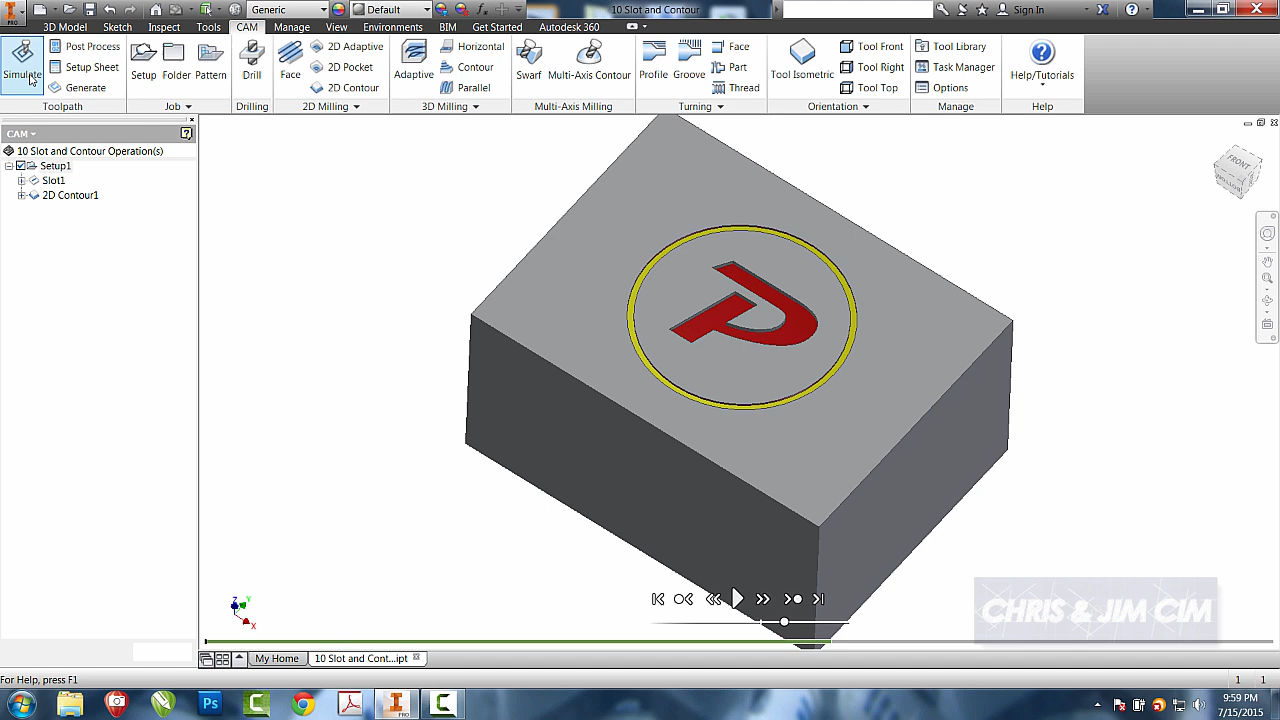 PRO
Generic
Default
10 Slot and Contour
Sign In
3D Model
Sketch
Inspect
Tools
CAM
Manage
View
Environments
BIM
Get Started
Autodesk 360
Simulate
Post Process
Setup Sheet
Generate
Toolpath
Setup
Folder
Pattern
Job
Drill
Drilling
Face
2D Adaptive
2D Pocket
2D Contour
2D Milling
Adaptive
Horizontal
Contour
Parallel
3D Milling
Swarf
Multi-Axis Contour
Multi-Axis Milling
Profile
Groove
Face
Part
Thread
Turning
Tool Isometric
Tool Front
Tool Right
Tool Top
Orientation
Tool Library
Task Manager
Options
Manage
Help/Tutorials
Help
CAM
10 Slot and Contour Operation(s)
Setup1
Slot1
2D Contour1
FRONT
BOTTOM
P
Z
Y
X
CHRIS & JIM CIM
My Home
10 Slot and Cont...ipt
For Help, press F1
1
1
Ps
PRO
9:59 PM
7/15/2015